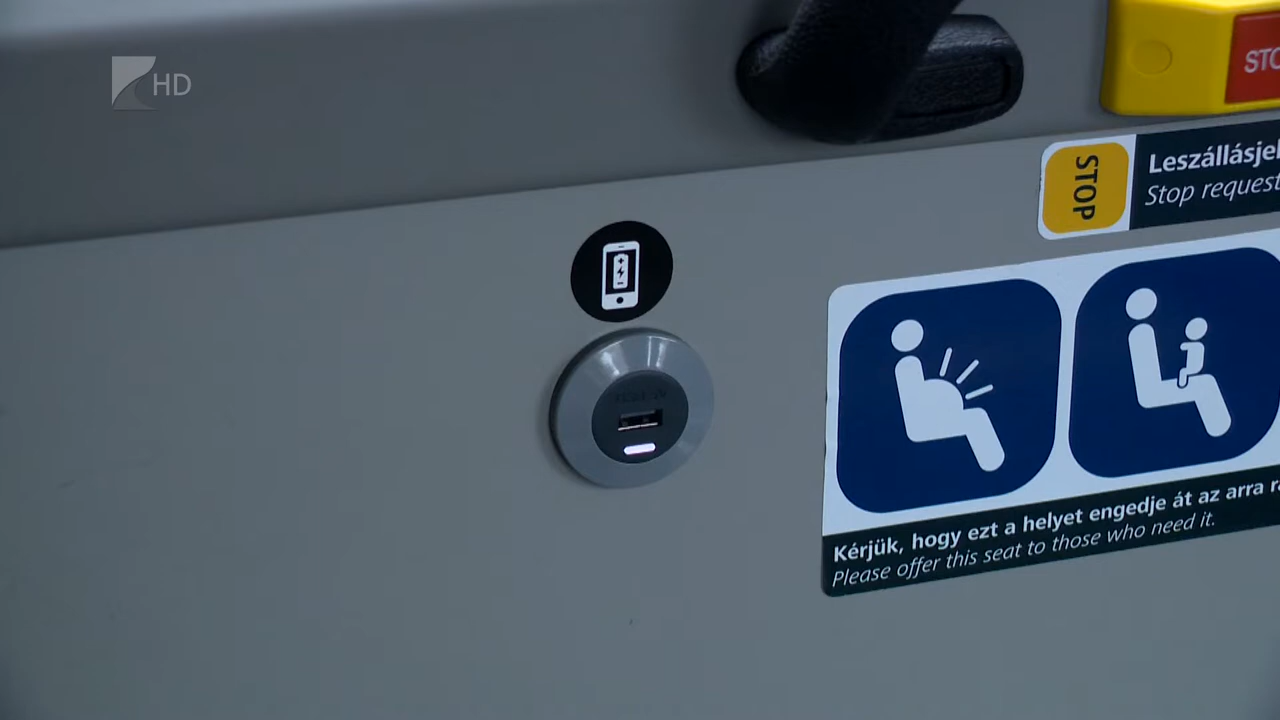 HD
STOP
Leszállásjel
Stop request
Kérjük, hogy ezt a helyet engedje át az arra
Please offer this seat to those who need it.